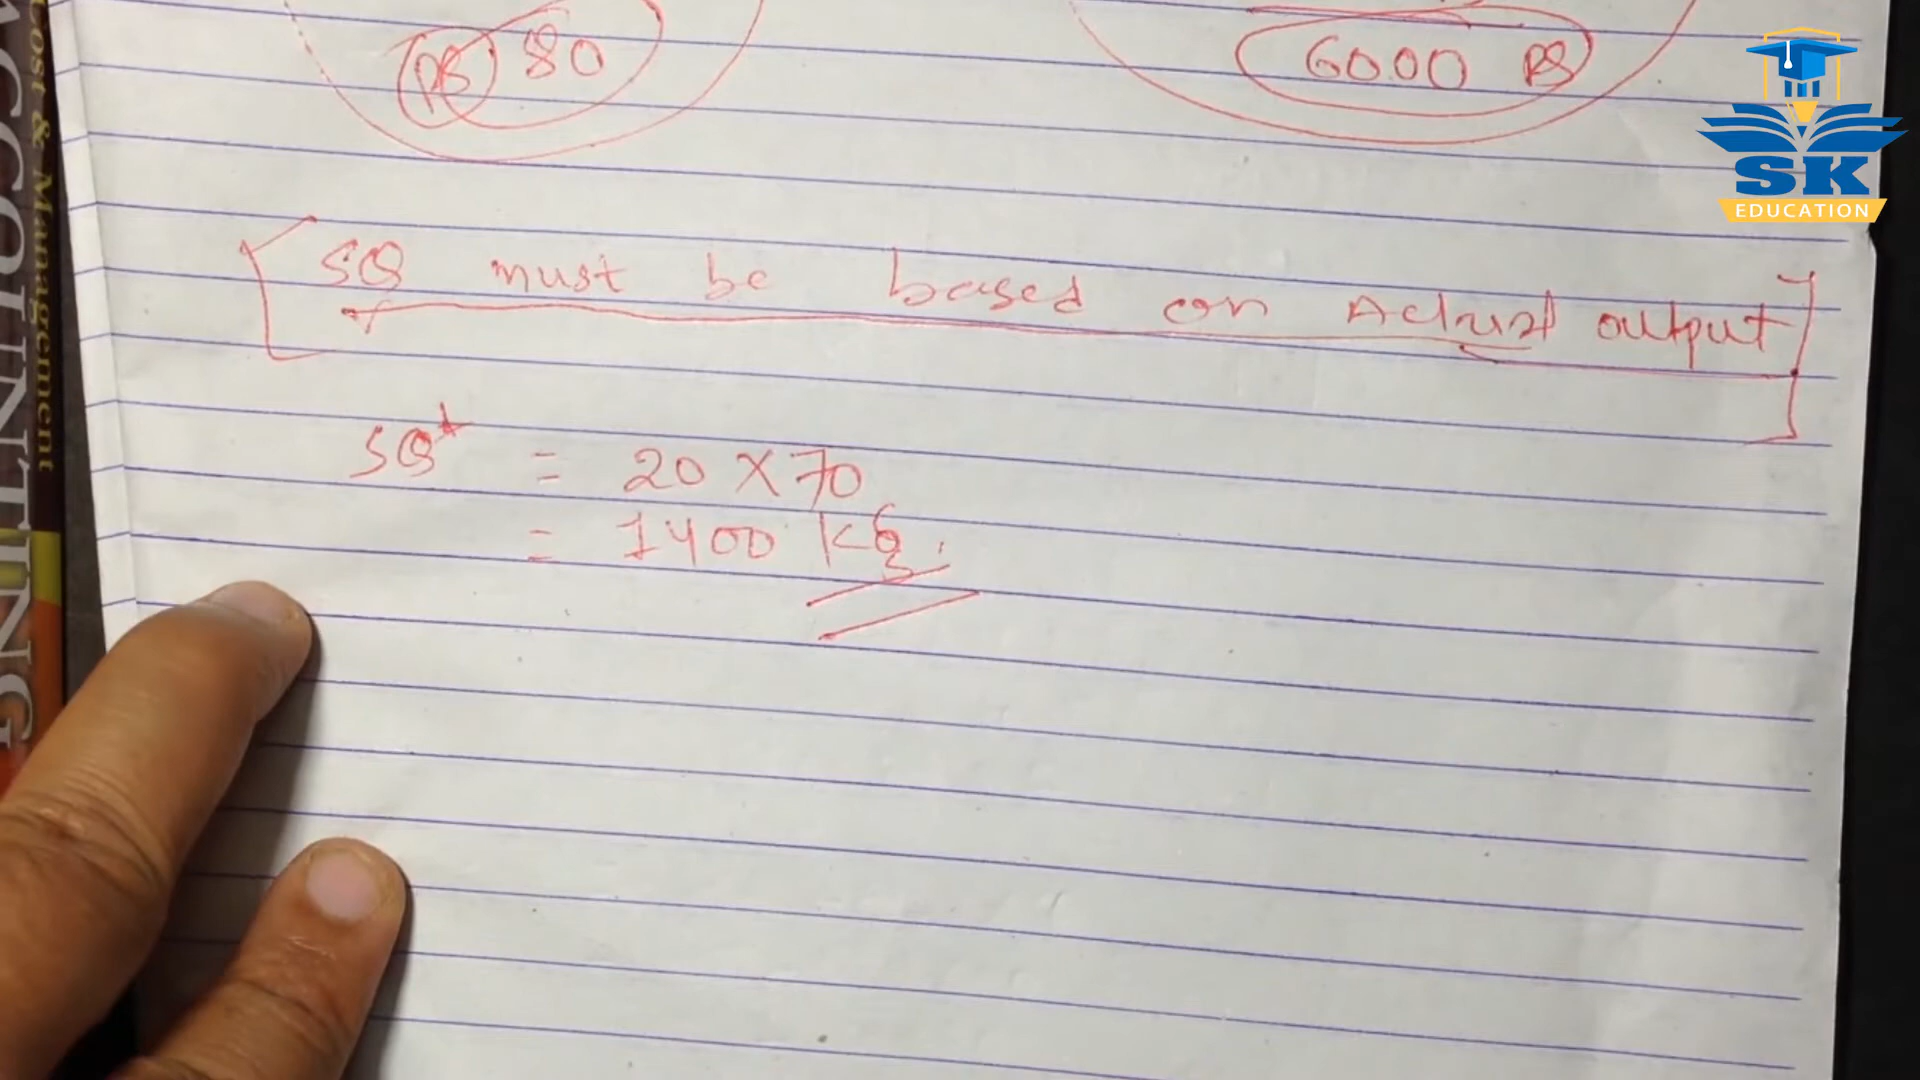 RS 80
6000 RS
SK
EDUCATION
SQ must be based on Actual output
SQ = 20 X 70
= 1400 KG.
Cost & Management
ACCOUNTING